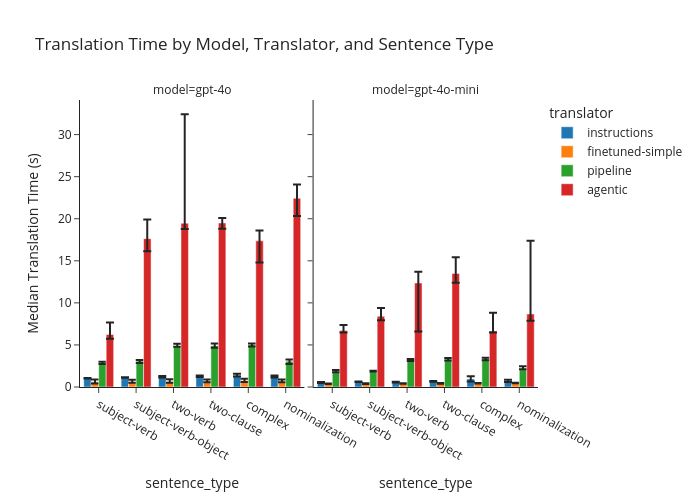 Translation Time by Model, Translator, and Sentence Type
model=gpt-4o
model=gpt-4o-mini
translator
instructions
finetuned-simple
pipeline
agentic
Median Translation Time (s)
30
25
20
15
10
5
0
subject-verb
subject-verb-object
two-verb
two-clause
complex
nominalization
subject-verb
subject-verb-object
two-verb
two-clause
complex
nominalization
sentence_type
sentence_type